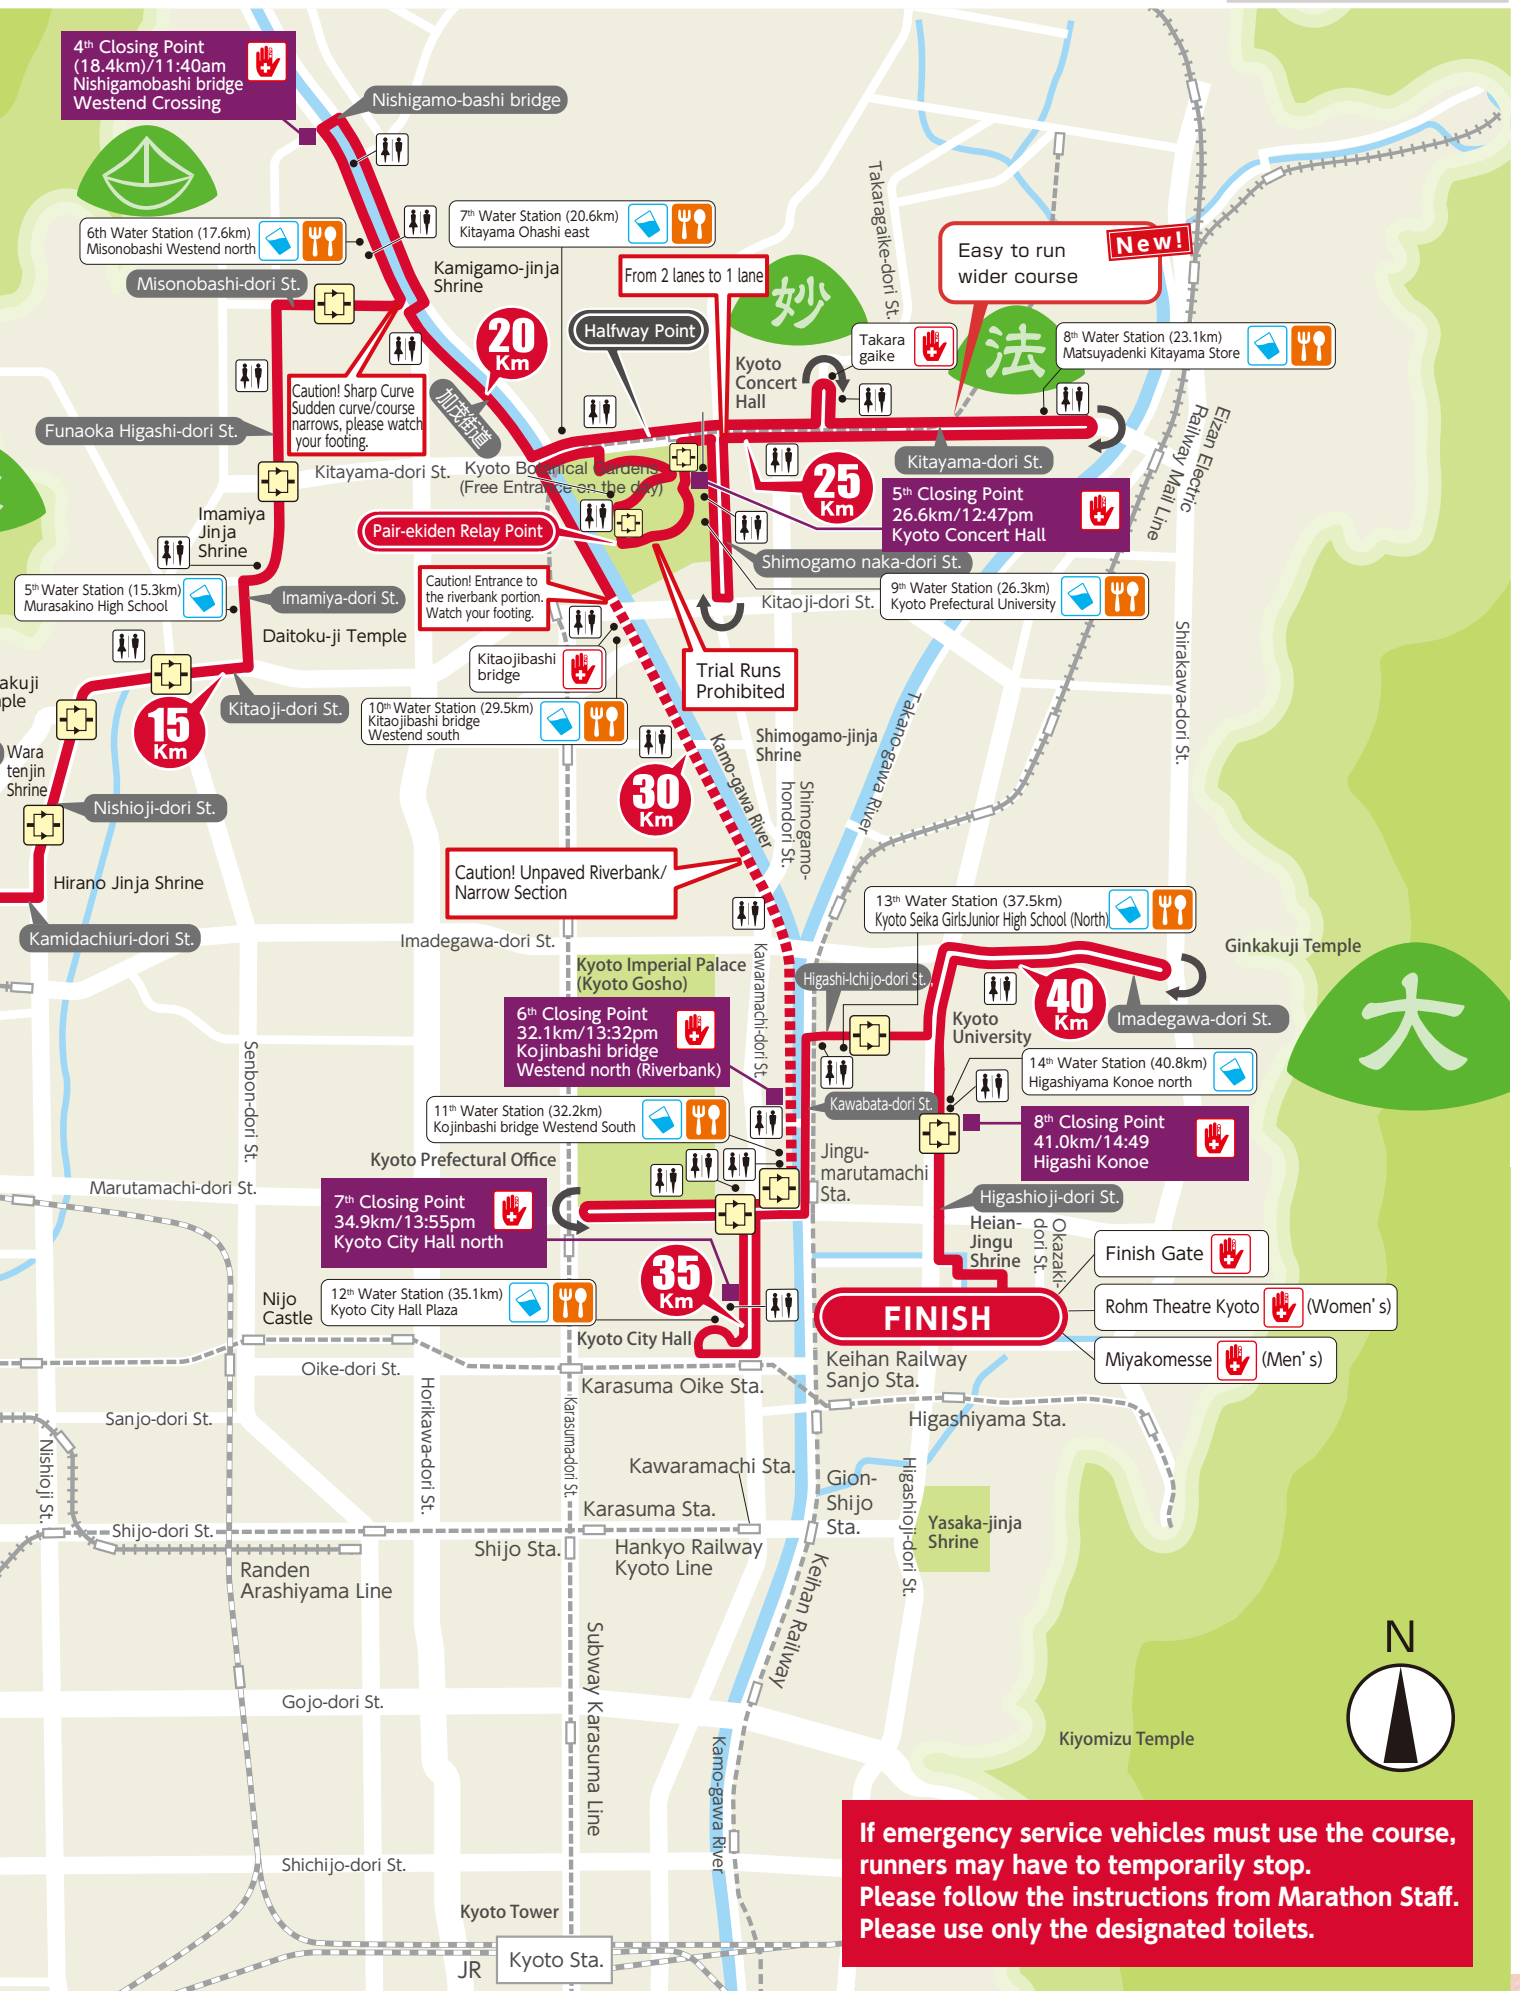 4th Closing Point
(18.4km)/11:40am
Nishigamobashi bridge
Westend Crossing
Nishigamo-bashi bridge
6th Water Station (17.6km)
Misonobashi Westend north
7th Water Station (20.6km)
Kitayama Ohashi east
Misonobashi-dori St.
Kamigamo-jinja
Shrine
From 2 lanes to 1 lane
妙
Takaragaike-dori St.
Easy to run
wider course
New!
20
Km
Halfway Point
Kyoto
Concert
Hall
Takara
gaike
法
8th Water Station (23.1km)
Matsuyadenki Kitayama Store
Caution! Sharp Curve
Sudden curve/course
narrows, please watch
your footing.
加茂街道
Funaoka Higashi-dori St.
Kitayama-dori St.
Kyoto Botanical Gardens
(Free Entrance on the day)
25
Km
Kitayama-dori St.
Eizan Electric
Railway Mail Line
5th Closing Point
26.6km/12:47pm
Kyoto Concert Hall
Imamiya
Jinja
Shrine
Pair-ekiden Relay Point
Shimogamo naka-dori St.
5th Water Station (15.3km)
Murasakino High School
Imamiya-dori St.
Caution! Entrance to
the riverbank portion.
Watch your footing.
Kitaoji-dori St.
9th Water Station (26.3km)
Kyoto Prefectural University
Daitoku-ji Temple
Kitaojibashi
bridge
Trial Runs
Prohibited
Shirakawa-dori St.
akuji
ple
15
Km
Kitaoji-dori St.
10th Water Station (29.5km)
Kitaojibashi bridge
Westend south
Wara
tenjin
Shrine
Nishioji-dori St.
30
Km
Kamo-gawa River
Shimogamo-jinja
Shrine
Shimogamo-
hondori St.
Takano-gawa River
Caution! Unpaved Riverbank/
Narrow Section
Hirano Jinja Shrine
Kamidachiuri-dori St.
Imadegawa-dori St.
13th Water Station (37.5km)
Kyoto Seika GirlsJunior High School (North)
Ginkakuji Temple
大
Kyoto Imperial Palace
(Kyoto Gosho)
Kawaramachi-dori St.
Higashi-Ichijo-dori St.
40
Km
Imadegawa-dori St.
Kyoto
University
6th Closing Point
32.1km/13:32pm
Kojinbashi bridge
Westend north (Riverbank)
Senbon-dori St.
14th Water Station (40.8km)
Higashiyama Konoe north
11th Water Station (32.2km)
Kojinbashi bridge Westend South
Kawabata-dori St.
8th Closing Point
41.0km/14:49
Higashi Konoe
Kyoto Prefectural Office
Jingu-
marutamachi
Sta.
Marutamachi-dori St.
7th Closing Point
34.9km/13:55pm
Kyoto City Hall north
Higashioji-dori St.
Heian-
Jingu
Shrine
Okazaki-
dori St.
Finish Gate
35
Km
Nijo
Castle
12th Water Station (35.1km)
Kyoto City Hall Plaza
FINISH
Rohm Theatre Kyoto (Women's)
Kyoto City Hall
Miyakomesse (Men's)
Oike-dori St.
Karasuma Oike Sta.
Keihan Railway
Sanjo Sta.
Sanjo-dori St.
Horikawa-dori St.
Karasuma-dori St.
Higashiyama Sta.
Nishioji St.
Kawaramachi Sta.
Gion-
Shijo
Sta.
Higashioji-dori St.
Karasuma Sta.
Shijo-dori St.
Yasaka-jinja
Shrine
Shijo Sta.
Hankyo Railway
Kyoto Line
Randen
Arashiyama Line
Keihan Railway
Subway Karasuma Line
N
Gojo-dori St.
Kamo-gawa River
Kiyomizu Temple
If emergency service vehicles must use the course,
runners may have to temporarily stop.
Please follow the instructions from Marathon Staff.
Please use only the designated toilets.
Shichijo-dori St.
Kyoto Tower
Kyoto Sta.
JR